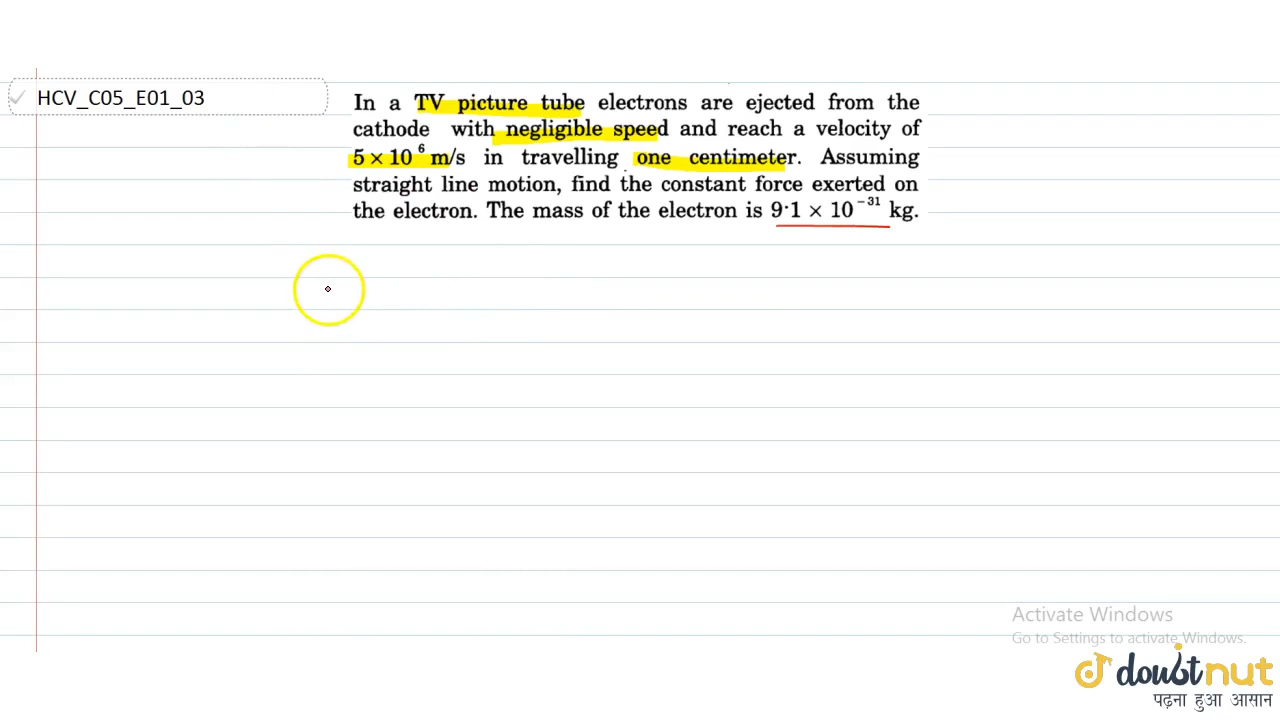 HCV_C05_E01_03
In a TV picture tube electrons are ejected from the
cathode with negligible speed and reach a velocity of
5 × 10⁶ m/s in travelling one centimeter. Assuming
straight line motion, find the constant force exerted on
the electron. The mass of the electron is 9·1 × 10⁻³¹ kg.
Activate Windows
Go to Settings to activate Windows.
doubtnut
पढ़ना हुआ आसान